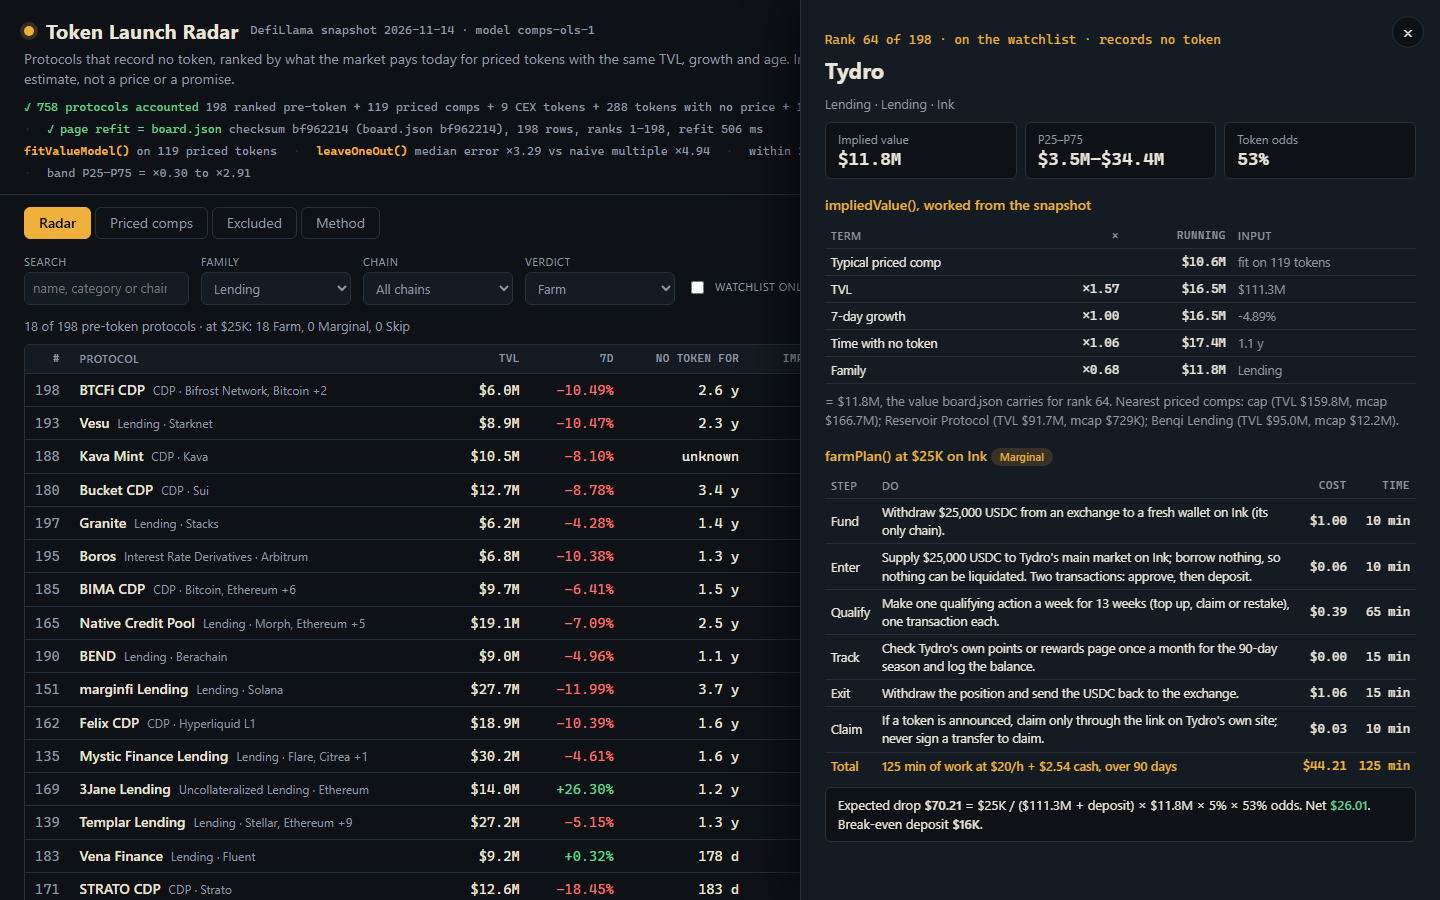 Token Launch Radar DefiLlama snapshot 2026-11-14 · model comps-ols-1
Protocols that record no token, ranked by what the market pays today for priced tokens with the same TVL, growth and age.
estimate, not a price or a promise.
✓ 758 protocols accounted 198 ranked pre-token + 119 priced comps + 9 CEX tokens + 288 tokens with no price +
· ✓ page refit = board.json checksum bf962214 (board.json bf962214), 198 rows, ranks 1–198, refit 506 ms
fitValueModel() on 119 priced tokens · leaveOneOut() median error ×3.29 vs naive multiple ×4.94 · within
· band P25–P75 = ×0.30 to ×2.91
Radar Priced comps Excluded Method
SEARCH FAMILY CHAIN VERDICT
name, category or chain Lending All chains Farm WATCHLIST ONL
18 of 198 pre-token protocols · at $25K: 18 Farm, 0 Marginal, 0 Skip
# PROTOCOL TVL 7D NO TOKEN FOR IMP
198 BTCFi CDP CDP · Bifrost Network, Bitcoin +2 $6.0M −10.49% 2.6 y
193 Vesu Lending · Starknet $8.9M −10.47% 2.3 y
188 Kava Mint CDP · Kava $10.5M −8.10% unknown
180 Bucket CDP CDP · Sui $12.7M −8.78% 3.4 y
197 Granite Lending · Stacks $6.2M −4.28% 1.4 y
195 Boros Interest Rate Derivatives · Arbitrum $6.8M −10.38% 1.3 y
185 BIMA CDP CDP · Bitcoin, Ethereum +6 $9.7M −6.41% 1.5 y
165 Native Credit Pool Lending · Morph, Ethereum +5 $19.1M −7.09% 2.5 y
190 BEND Lending · Berachain $9.0M −4.96% 1.1 y
151 marginfi Lending Lending · Solana $27.7M −11.99% 3.7 y
162 Felix CDP CDP · Hyperliquid L1 $18.9M −10.39% 1.6 y
135 Mystic Finance Lending Lending · Flare, Citrea +1 $30.2M −4.61% 1.6 y
169 3Jane Lending Uncollateralized Lending · Ethereum $14.0M +26.30% 1.2 y
139 Templar Lending Lending · Stellar, Ethereum +9 $27.2M −5.15% 1.3 y
183 Vena Finance Lending · Fluent $9.2M +0.32% 178 d
171 STRATO CDP CDP · Strato $12.6M −18.45% 183 d
×
Rank 64 of 198 · on the watchlist · records no token
Tydro
Lending · Lending · Ink
Implied value P25–P75 Token odds
$11.8M $3.5M–$34.4M 53%
impliedValue(), worked from the snapshot
TERM × RUNNING INPUT
Typical priced comp $10.6M fit on 119 tokens
TVL ×1.57 $16.5M $111.3M
7-day growth ×1.00 $16.5M -4.89%
Time with no token ×1.06 $17.4M 1.1 y
Family ×0.68 $11.8M Lending
= $11.8M, the value board.json carries for rank 64. Nearest priced comps: cap (TVL $159.8M, mcap
$166.7M); Reservoir Protocol (TVL $91.7M, mcap $729K); Benqi Lending (TVL $95.0M, mcap $12.2M).
farmPlan() at $25K on Ink Marginal
STEP DO COST TIME
Fund Withdraw $25,000 USDC from an exchange to a fresh wallet on Ink (its
only chain). $1.00 10 min
Enter Supply $25,000 USDC to Tydro's main market on Ink; borrow nothing, so
nothing can be liquidated. Two transactions: approve, then deposit. $0.06 10 min
Qualify Make one qualifying action a week for 13 weeks (top up, claim or restake),
one transaction each. $0.39 65 min
Track Check Tydro's own points or rewards page once a month for the 90-day
season and log the balance. $0.00 15 min
Exit Withdraw the position and send the USDC back to the exchange. $1.06 15 min
Claim If a token is announced, claim only through the link on Tydro's own site;
never sign a transfer to claim. $0.03 10 min
Total 125 min of work at $20/h + $2.54 cash, over 90 days $44.21 125 min
Expected drop $70.21 = $25K / ($111.3M + deposit) × $11.8M × 5% × 53% odds. Net $26.01.
Break-even deposit $16K.